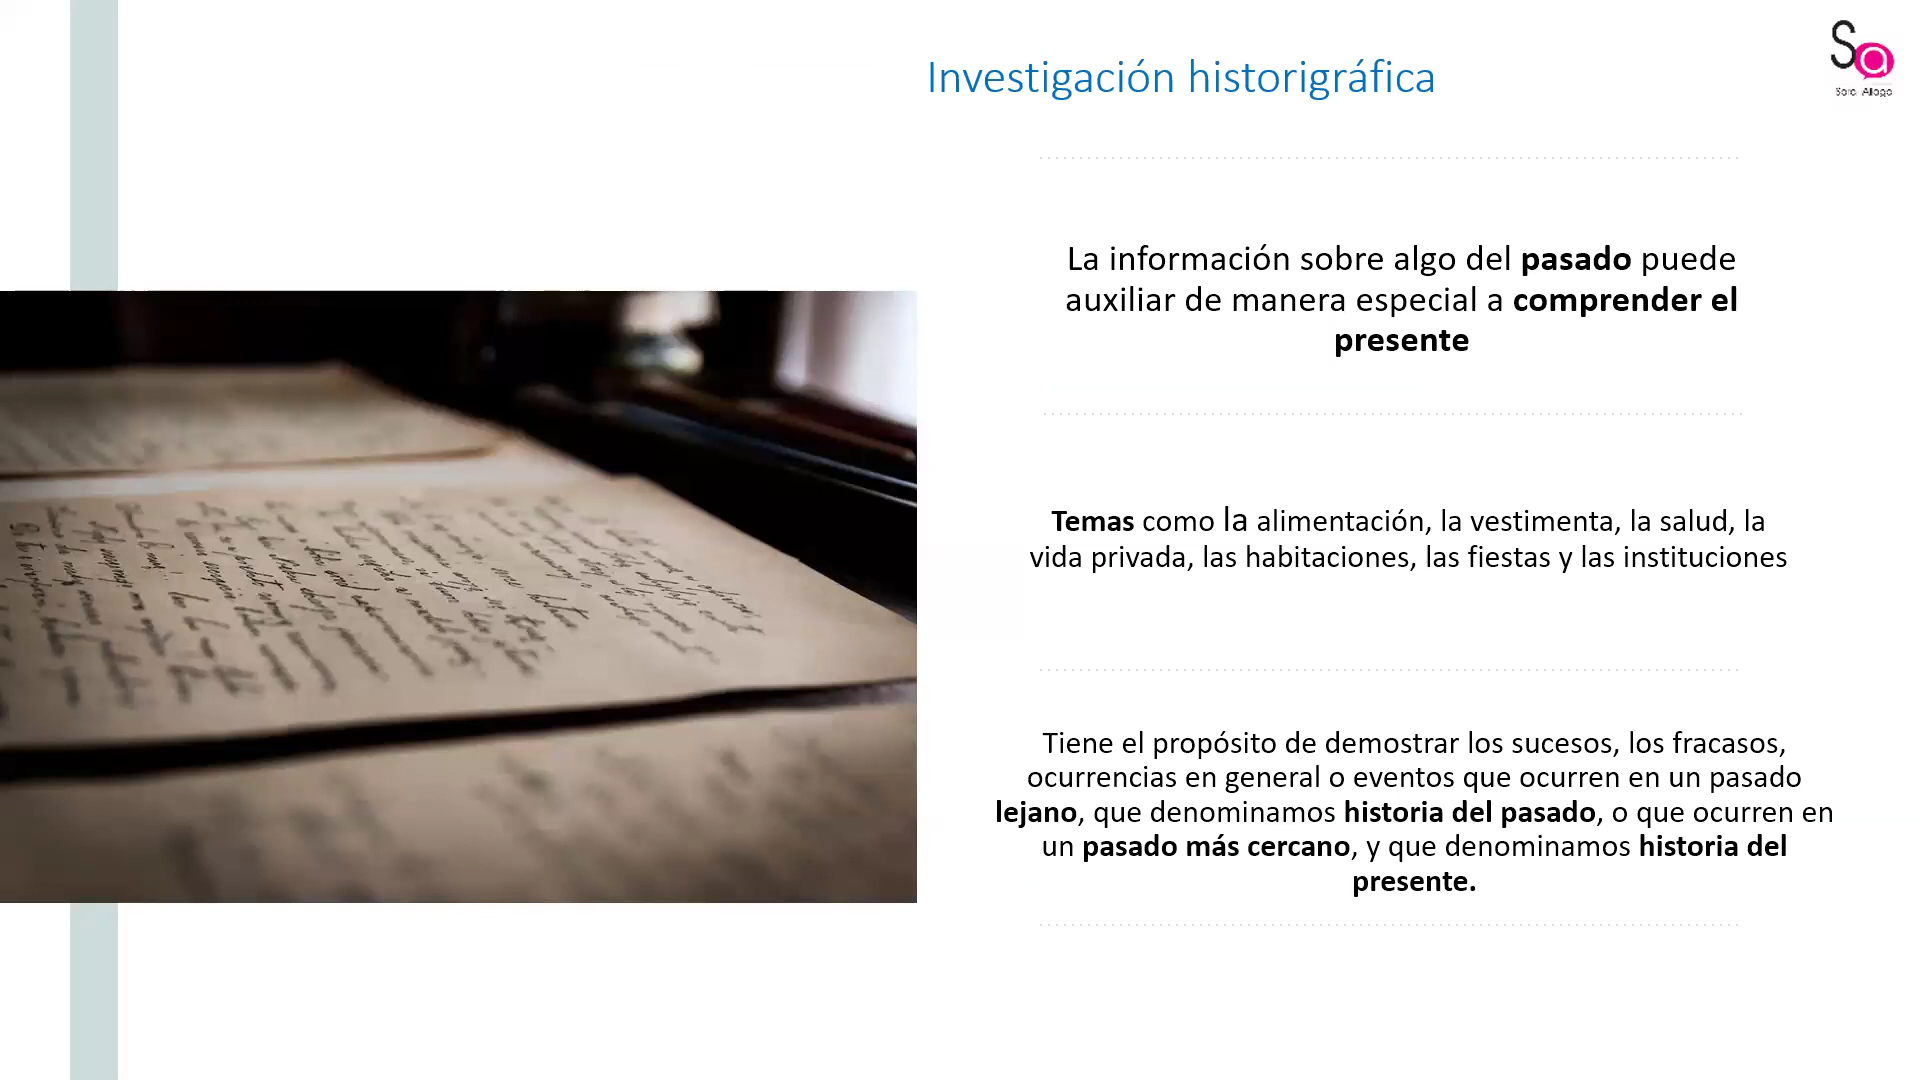 Investigación historigráfica
Sa
Sara Allaga
La información sobre algo del pasado puede
auxiliar de manera especial a comprender el
presente
Temas como la alimentación, la vestimenta, la salud, la
vida privada, las habitaciones, las fiestas y las instituciones
Tiene el propósito de demostrar los sucesos, los fracasos,
ocurrencias en general o eventos que ocurren en un pasado
lejano, que denominamos historia del pasado, o que ocurren en
un pasado más cercano, y que denominamos historia del
presente.